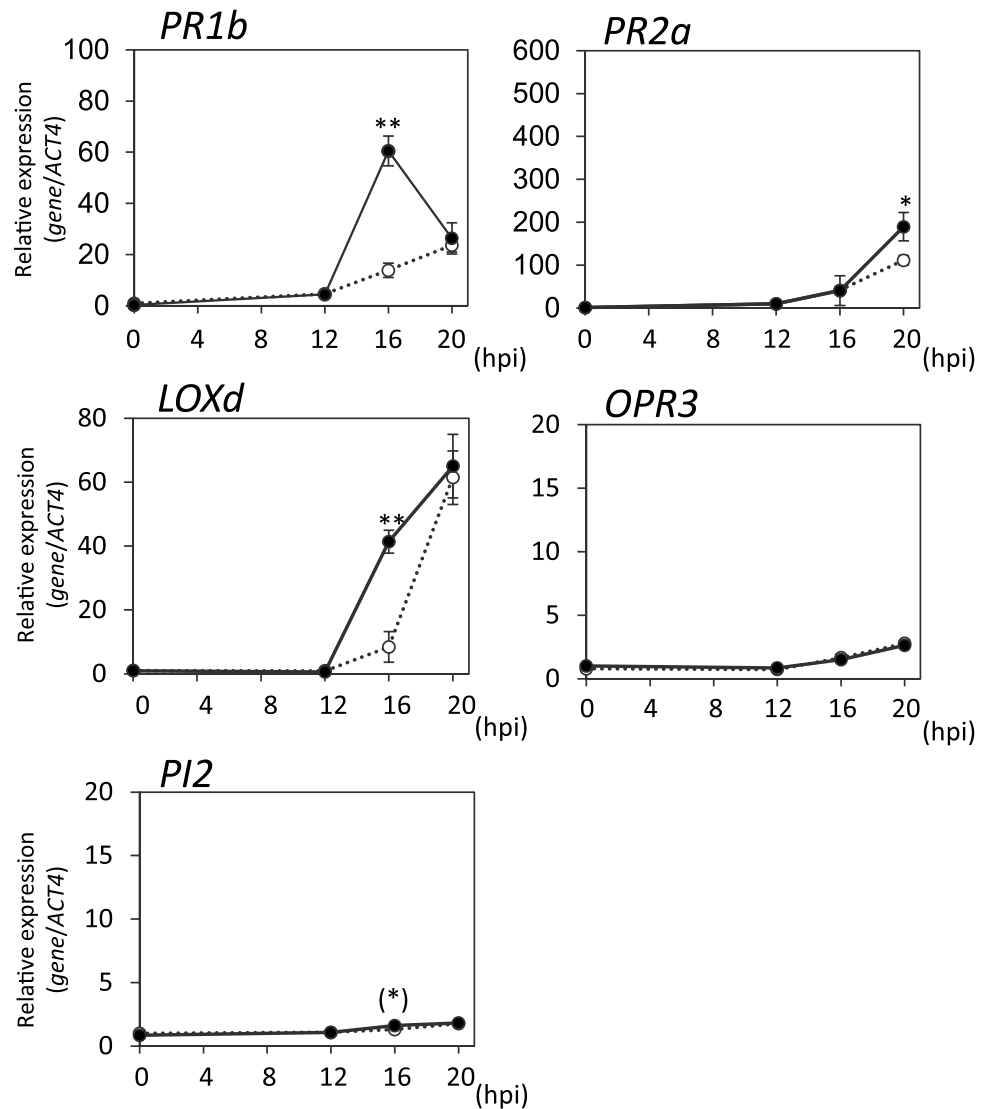 PR1b
Relative expression
(gene/ACT4)
100
80
60
40
20
0
**
0 4 8 12 16 20
(hpi)
PR2a
600
500
400
300
200
100
0
*
0 4 8 12 16 20
(hpi)
LOXd
Relative expression
(gene/ACT4)
80
60
40
20
0
**
0 4 8 12 16 20
(hpi)
OPR3
20
15
10
5
0
0 4 8 12 16 20
(hpi)
PI2
Relative expression
(gene/ACT4)
20
15
10
5
0
(*)
0 4 8 12 16 20
(hpi)